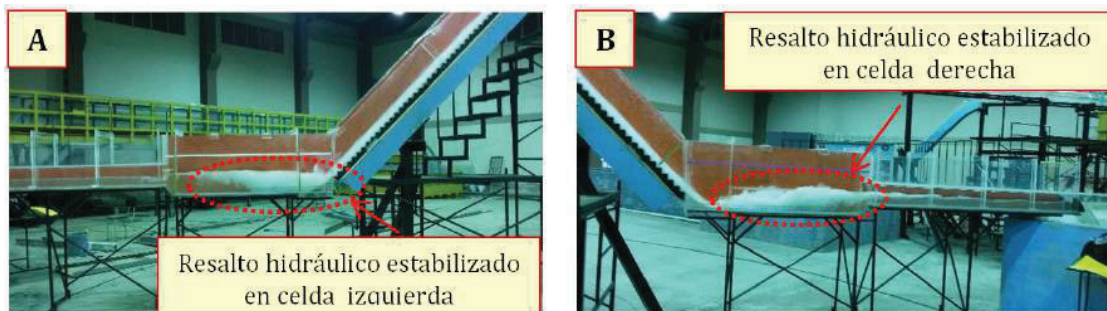 A
Resalto hidráulico estabilizado
en celda izquierda
B
Resalto hidráulico estabilizado
en celda derecha